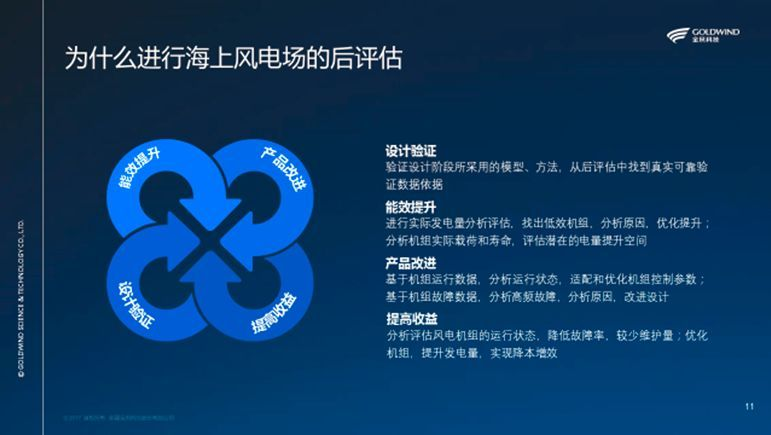 GOLDWIND
金风科技
为什么进行海上风电场的后评估
能效提升
产品改进
设计验证
提高收益
设计验证
验证设计阶段所采用的模型、方法，从后评估中找到真实可靠验
证数据依据
能效提升
进行实际发电量分析评估，找出低效机组，分析原因，优化提升；
分析机组实际载荷和寿命，评估潜在的电量提升空间
产品改进
基于机组运行数据，分析运行状态，适配和优化机组控制参数；
基于机组故障数据，分析高频故障，分析原因，改进设计
提高收益
分析评估风电机组的运行状态，降低故障率，较少维护量；优化
机组，提升发电量，实现降本增效
© GOLDWIND SCIENCE & TECHNOLOGY CO., LTD.
11